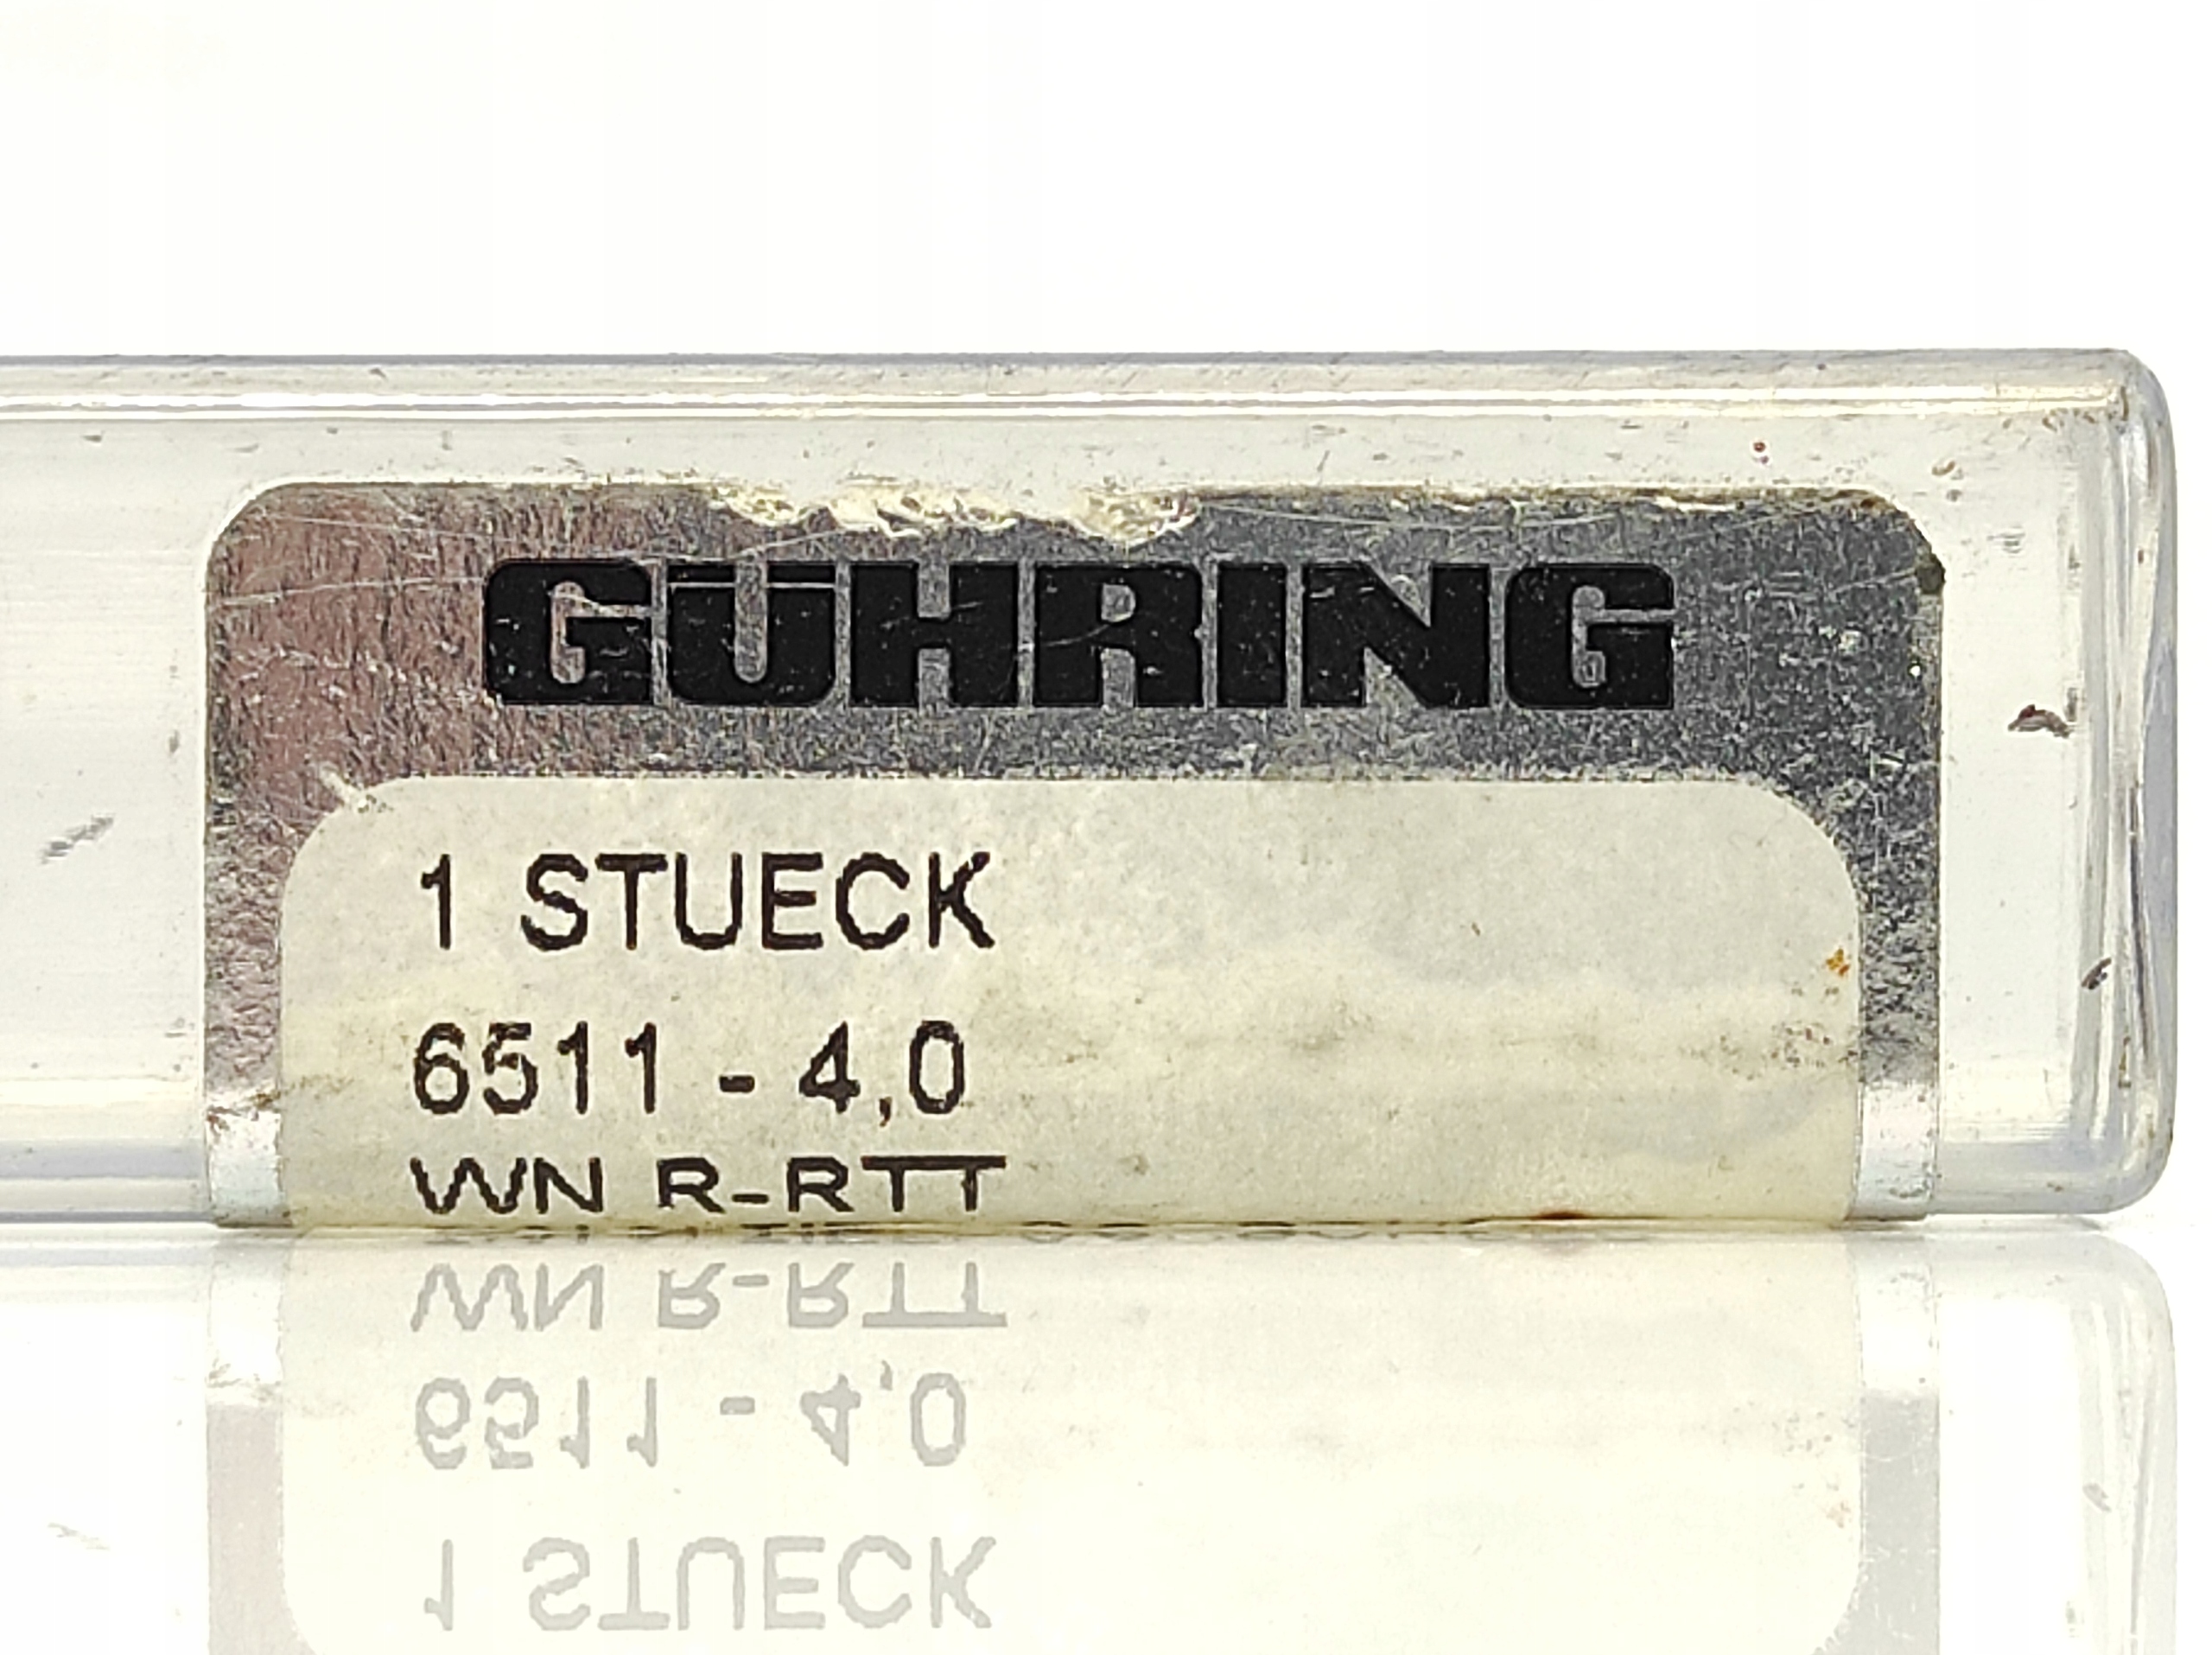 GÜHRING
1 STUECK
6511 - 4,0
WN R-RTT